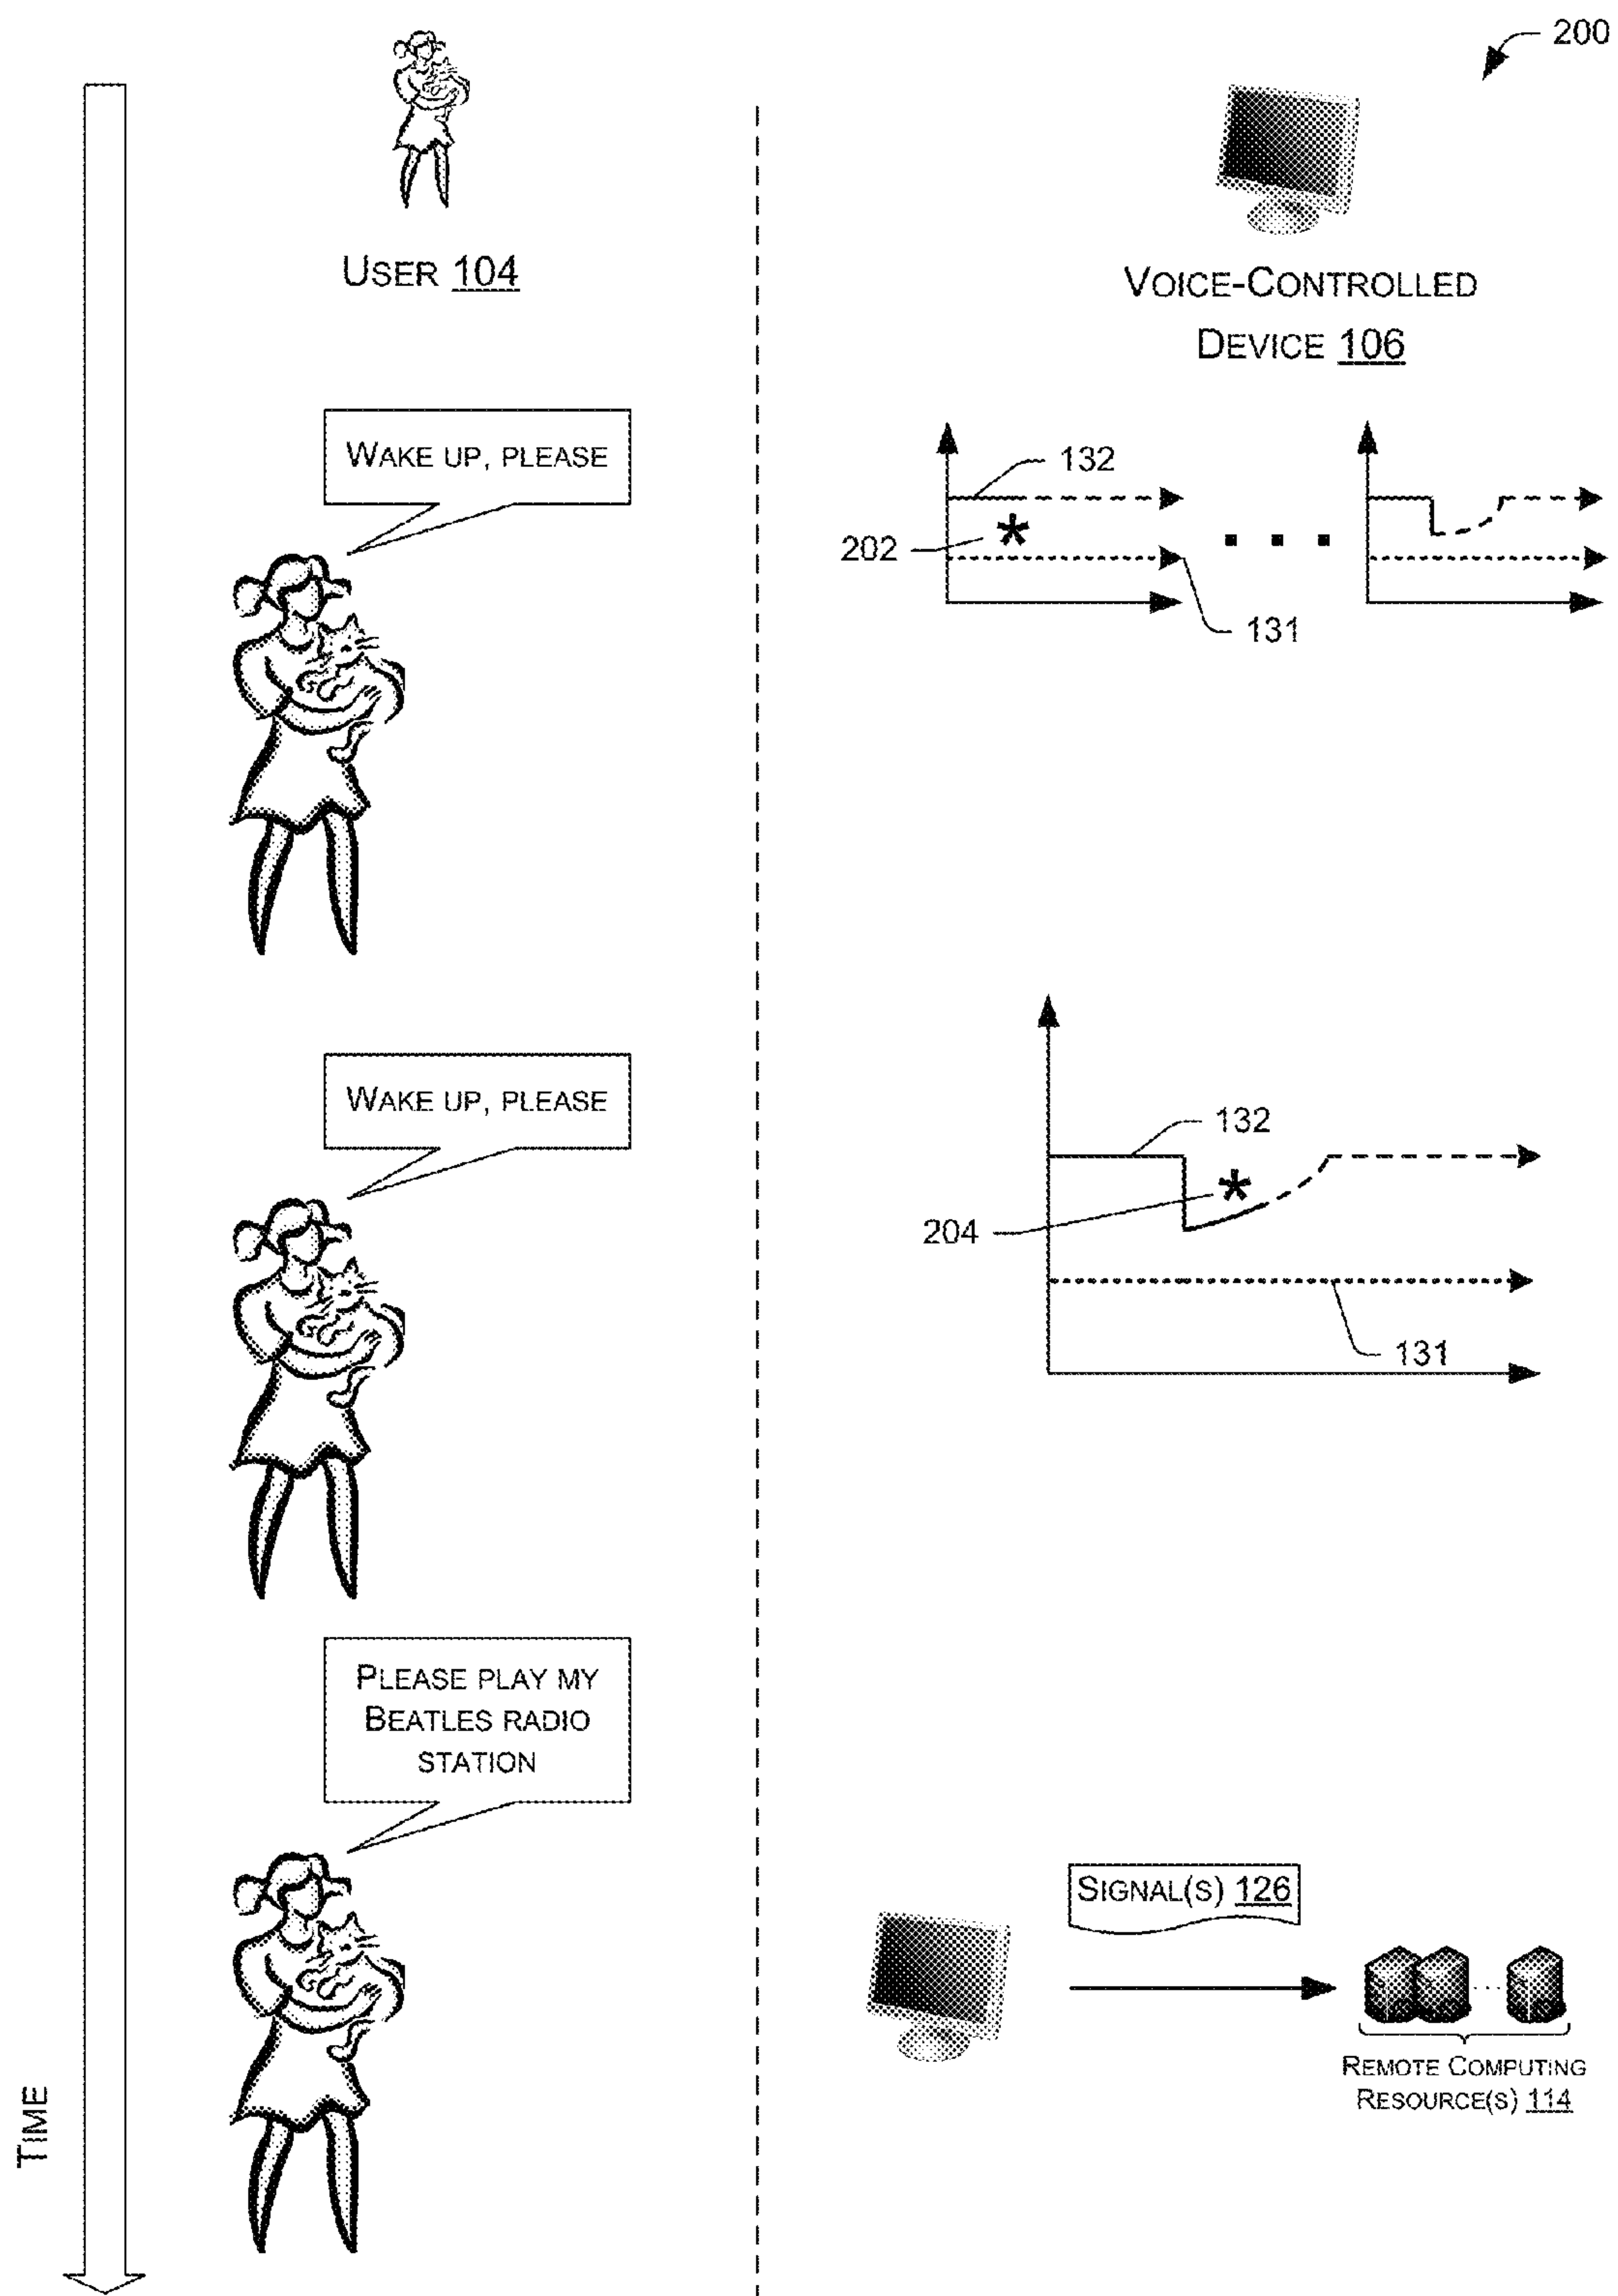 200
USER 104
VOICE-CONTROLLED
DEVICE 106
WAKE UP, PLEASE
132
202
131
WAKE UP, PLEASE
132
204
131
PLEASE PLAY MY
BEATLES RADIO
STATION
SIGNAL(S) 126
REMOTE COMPUTING
RESOURCE(S) 114
TIME